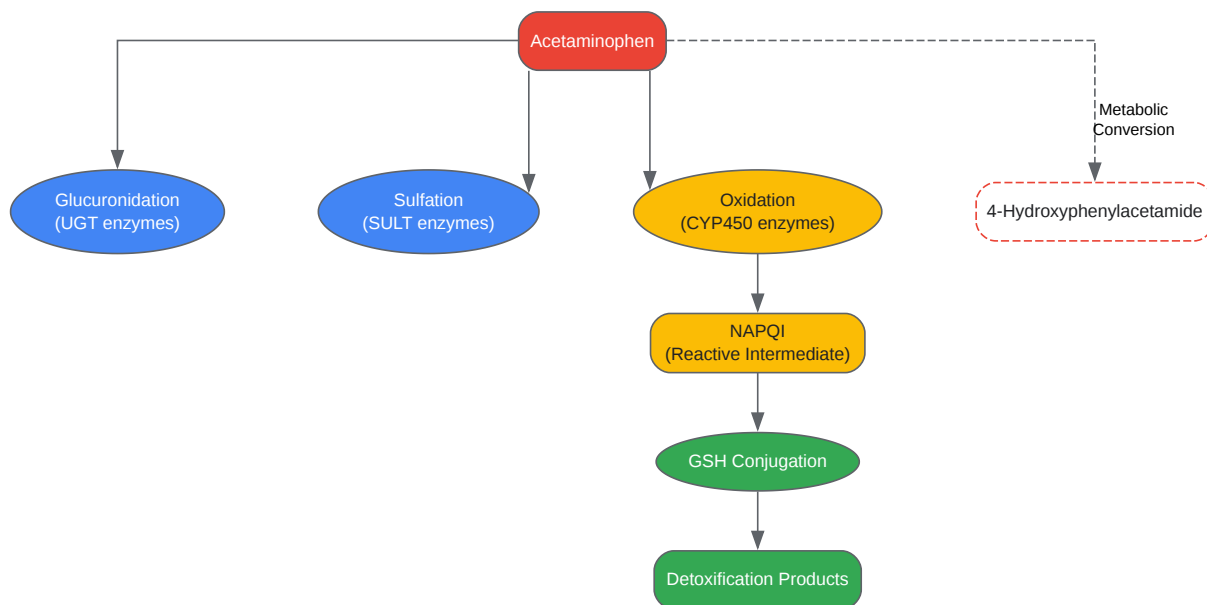 Acetaminophen
Metabolic
Conversion
Glucuronidation
(UGT enzymes)
Sulfation
(SULT enzymes)
Oxidation
(CYP450 enzymes)
4-Hydroxyphenylacetamide
NAPQI
(Reactive Intermediate)
GSH Conjugation
Detoxification Products